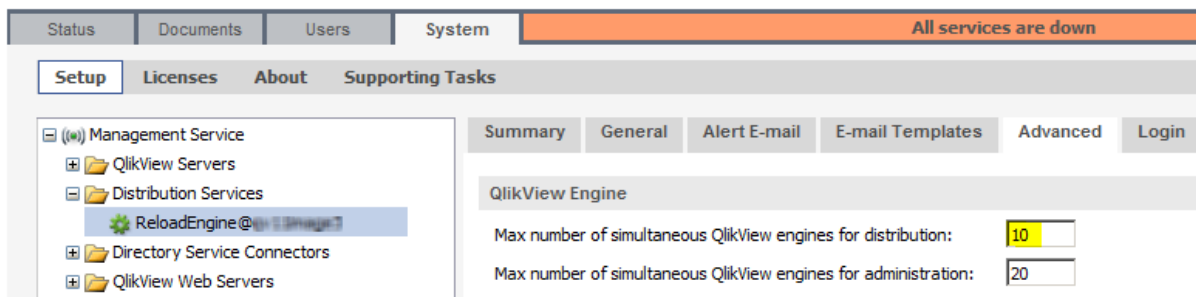 Status Documents Users System All services are down
Setup Licenses About Supporting Tasks
Management Service
QlikView Servers
Distribution Services
ReloadEngine@
Directory Service Connectors
QlikView Web Servers
Summary General Alert E-mail E-mail Templates Advanced Login
QlikView Engine
Max number of simultaneous QlikView engines for distribution: 10
Max number of simultaneous QlikView engines for administration: 20